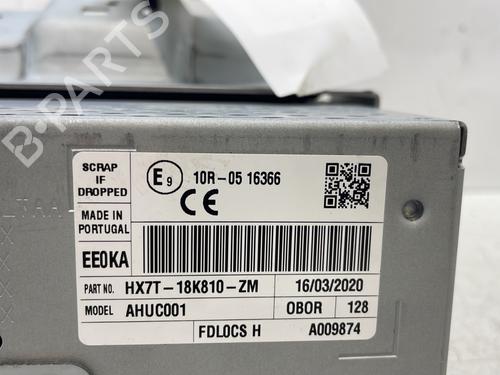 B-PARTS
SCRAP
IF
DROPPED
E9 10R-05 16366
CE
MADE IN
PORTUGAL
EE0KA
PART NO. HX7T-18K810-ZM 16/03/2020
MODEL AHUC001 OBOR 128
FDLOCS H A009874